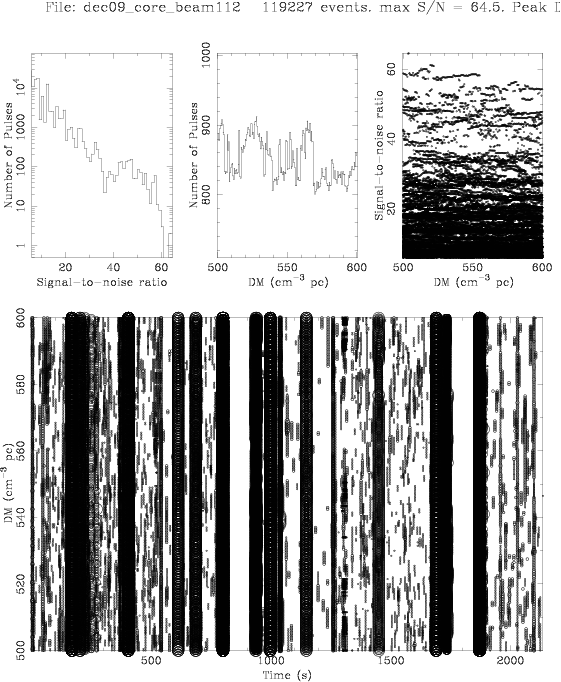 File: dec09_core_beam112 119227 events. max S/N = 64.5. Peak D
Number of Pulses
1 10 100 1000 10^4
20 40 60
Signal-to-noise ratio
Number of Pulses
800 900 1000
500 550 600
DM (cm^-3 pc)
Signal-to-noise ratio
20 40 60
500 550 600
DM (cm^-3 pc)
DM (cm^-3 pc)
500 520 540 560 580 600
500 1000 1500 2000
Time (s)